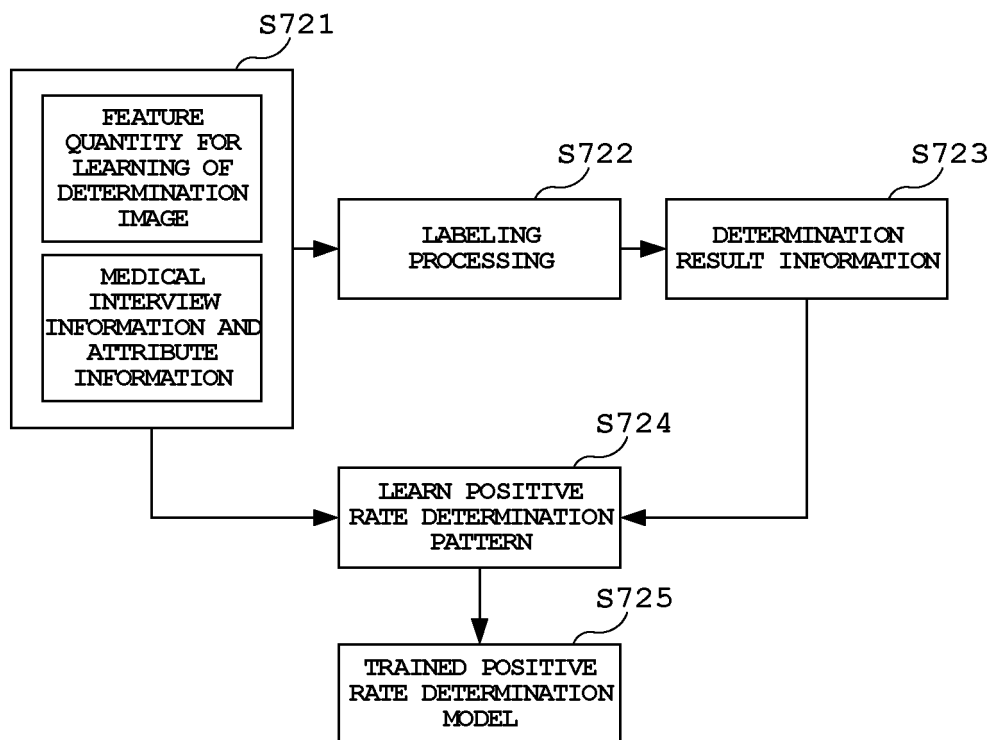 S721
FEATURE
QUANTITY FOR
LEARNING OF
DETERMINATION
IMAGE
MEDICAL
INTERVIEW
INFORMATION AND
ATTRIBUTE
INFORMATION
S722
LABELING
PROCESSING
S723
DETERMINATION
RESULT INFORMATION
S724
LEARN POSITIVE
RATE DETERMINATION
PATTERN
S725
TRAINED POSITIVE
RATE DETERMINATION
MODEL